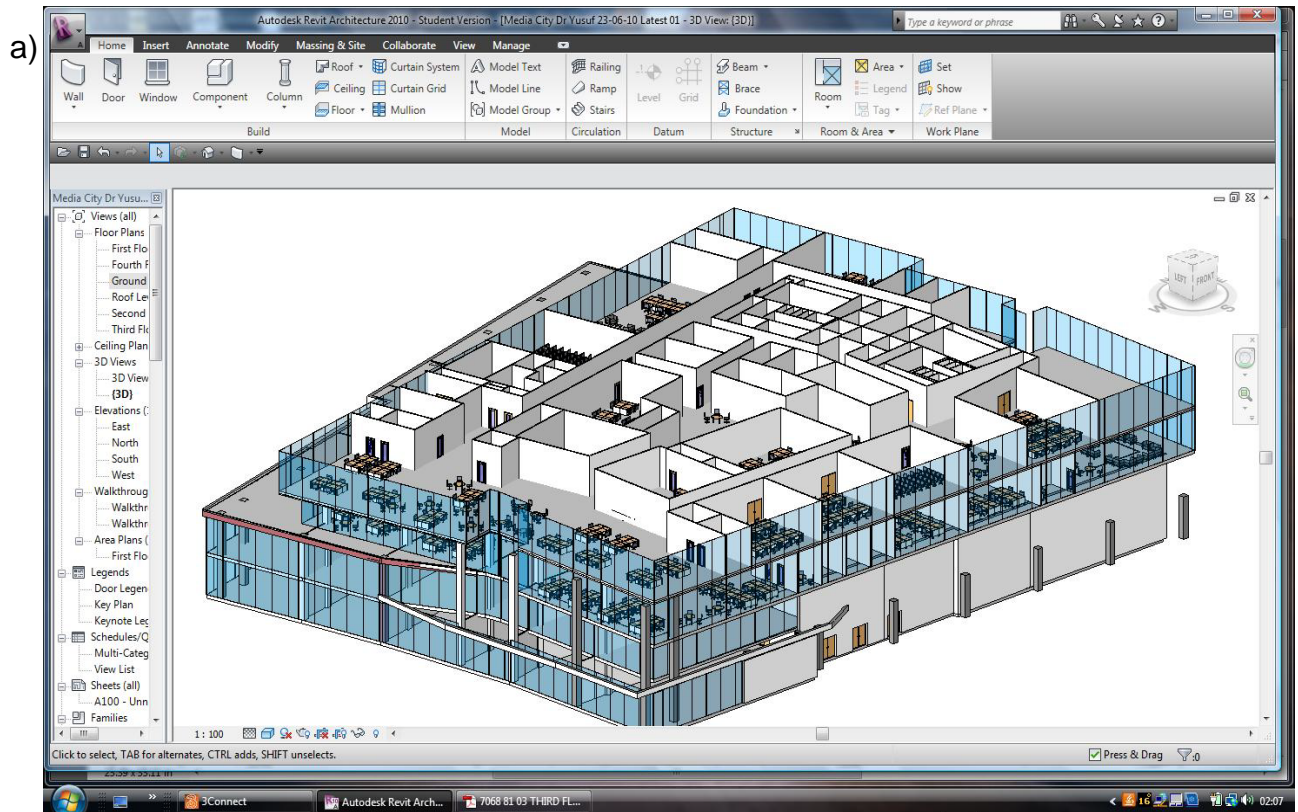 a)
Autodesk Revit Architecture 2010 - Student Version - [Media City Dr Yusuf 23-06-10 Latest 01 - 3D View: {3D}]
Type a keyword or phrase
Home Insert Annotate Modify Massing & Site Collaborate View Manage
Wall Door Window Component Column Roof Curtain System Model Text Railing Level Grid Beam Room Area Set
Ceiling Curtain Grid Model Line Ramp Brace Legend Show
Floor Mullion Model Group Stairs Foundation Tag Ref Plane
Build Model Circulation Datum Structure Room & Area Work Plane
Media City Dr Yusu...
Views (all)
Floor Plans
First Flo
Fourth F
Ground
Roof Le
Second
Third Flo
Ceiling Plan
3D Views
3D View
{3D}
Elevations (
East
North
South
West
Walkthroug
Walkthr
Walkthr
Area Plans (
First Flo
Legends
Door Legen
Key Plan
Keynote Leg
Schedules/Q
Multi-Categ
View List
Sheets (all)
A100 - Unn
Families
LEFT FRONT
W S
1 : 100
Click to select, TAB for alternates, CTRL adds, SHIFT unselects.
Press & Drag :0
3Connect Autodesk Revit Arch... 7068 81 03 THIRD FL... 16 02:07